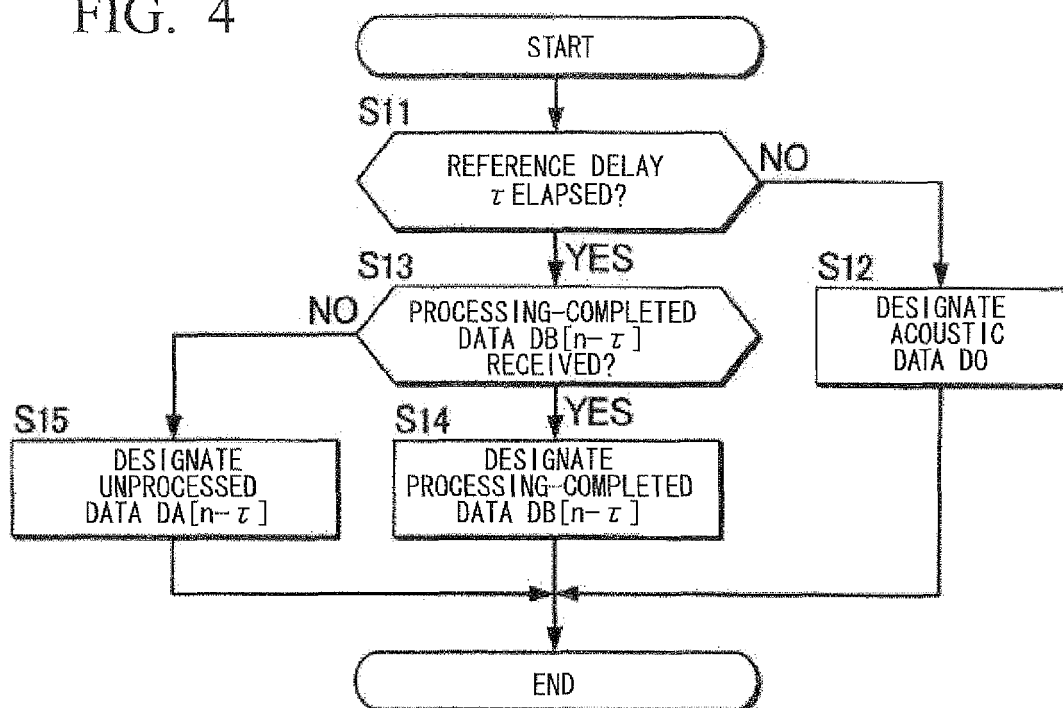 FIG. 4
START
S11
REFERENCE DELAY
τ ELAPSED?
NO
YES
S12
DESIGNATE
ACOUSTIC
DATA DO
S13
PROCESSING-COMPLETED
DATA DB[n-τ]
RECEIVED?
NO
YES
S15
DESIGNATE
UNPROCESSED
DATA DA[n-τ]
S14
DESIGNATE
PROCESSING-COMPLETED
DATA DB[n-τ]
END